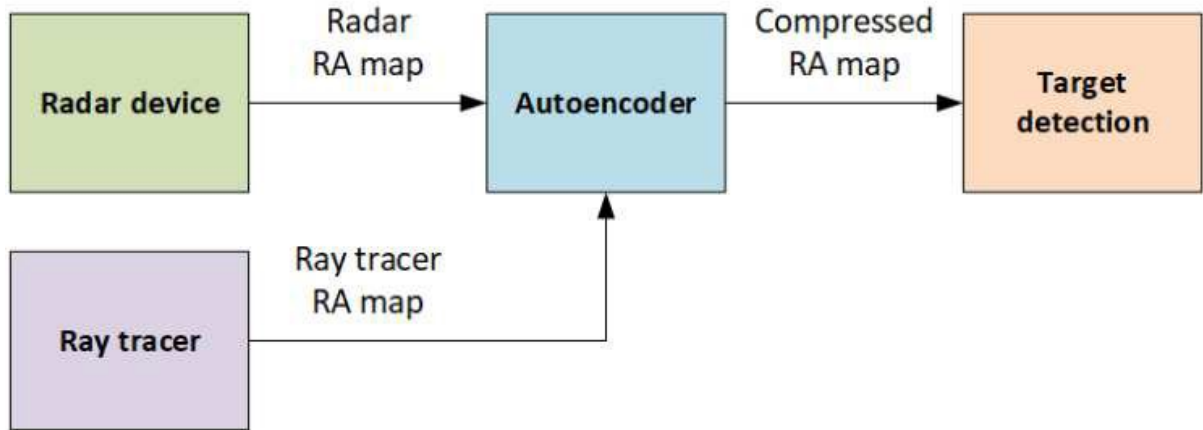 Radar device
Radar
RA map
Autoencoder
Compressed
RA map
Target
detection
Ray tracer
Ray tracer
RA map